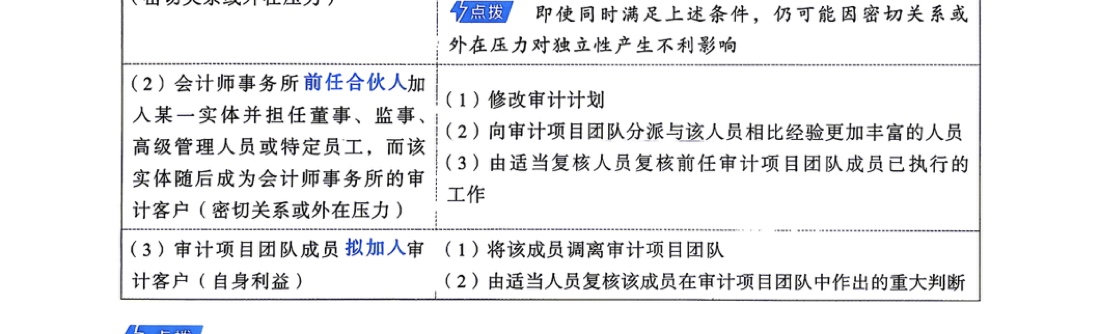 （密切关系或外在压力）
点拨 即使同时满足上述条件，仍可能因密切关系或
外在压力对独立性产生不利影响
（2）会计师事务所前任合伙人加
入某一实体并担任董事、监事、
高级管理人员或特定员工，而该
实体随后成为会计师事务所的审
计客户（密切关系或外在压力）
（1）修改审计计划
（2）向审计项目团队分派与该人员相比经验更加丰富的人员
（3）由适当复核人员复核前任审计项目团队成员已执行的
工作
（3）审计项目团队成员拟加入审
计客户（自身利益）
（1）将该成员调离审计项目团队
（2）由适当人员复核该成员在审计项目团队中作出的重大判断
点拨